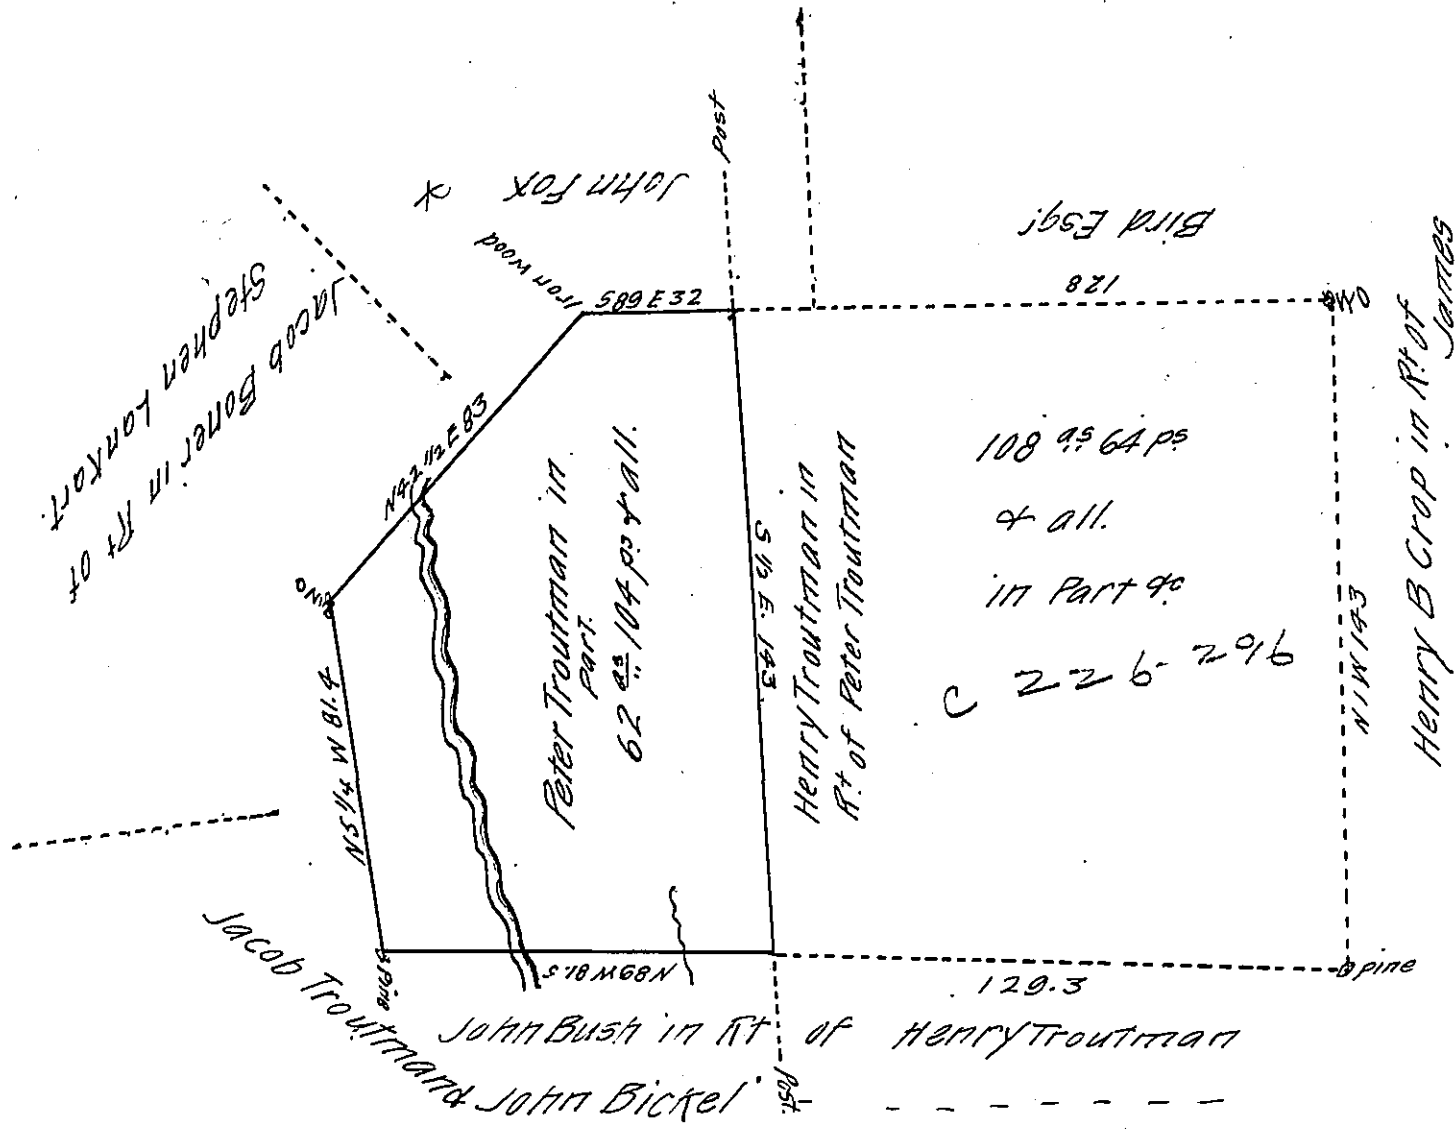 Post
John Fox &
Iron wood
S89E32
Bird Esqr
128
WO
James
Henry B Crop in Rt. of
Jacob Boner in Rt of
Stephen Lankart.
N42 1/2 E 83
Peter Troutman in
part.
62 as 104 ps & all.
S 1/2 E. 143
Henry Troutman in
Rt. of Peter Troutman
108 as 64 ps
& all.
in Part &c
C 226-296
N1W143
N5 1/4 W 81.4
Pine
N89W81.5
129.3
pine
Jacob Troutman &
John Bush in Rt of Henry Troutman
John Bickel
Post.